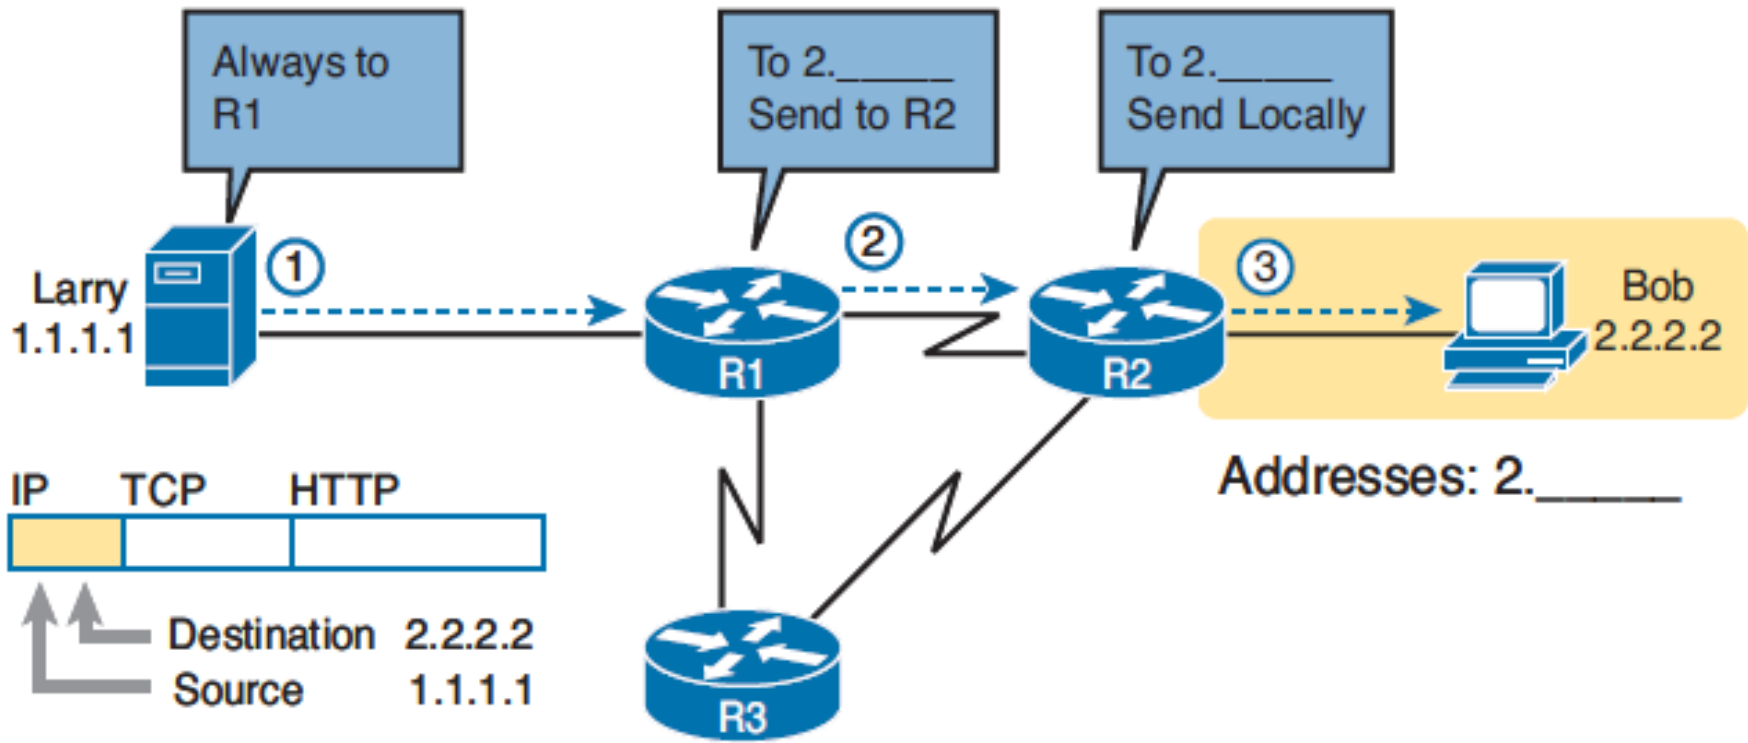 Always to
R1
To 2._____
Send to R2
To 2._____
Send Locally
Larry
1.1.1.1
1
2
3
R1
R2
Bob
2.2.2.2
Addresses: 2._____
IP TCP HTTP
Destination 2.2.2.2
Source 1.1.1.1
R3